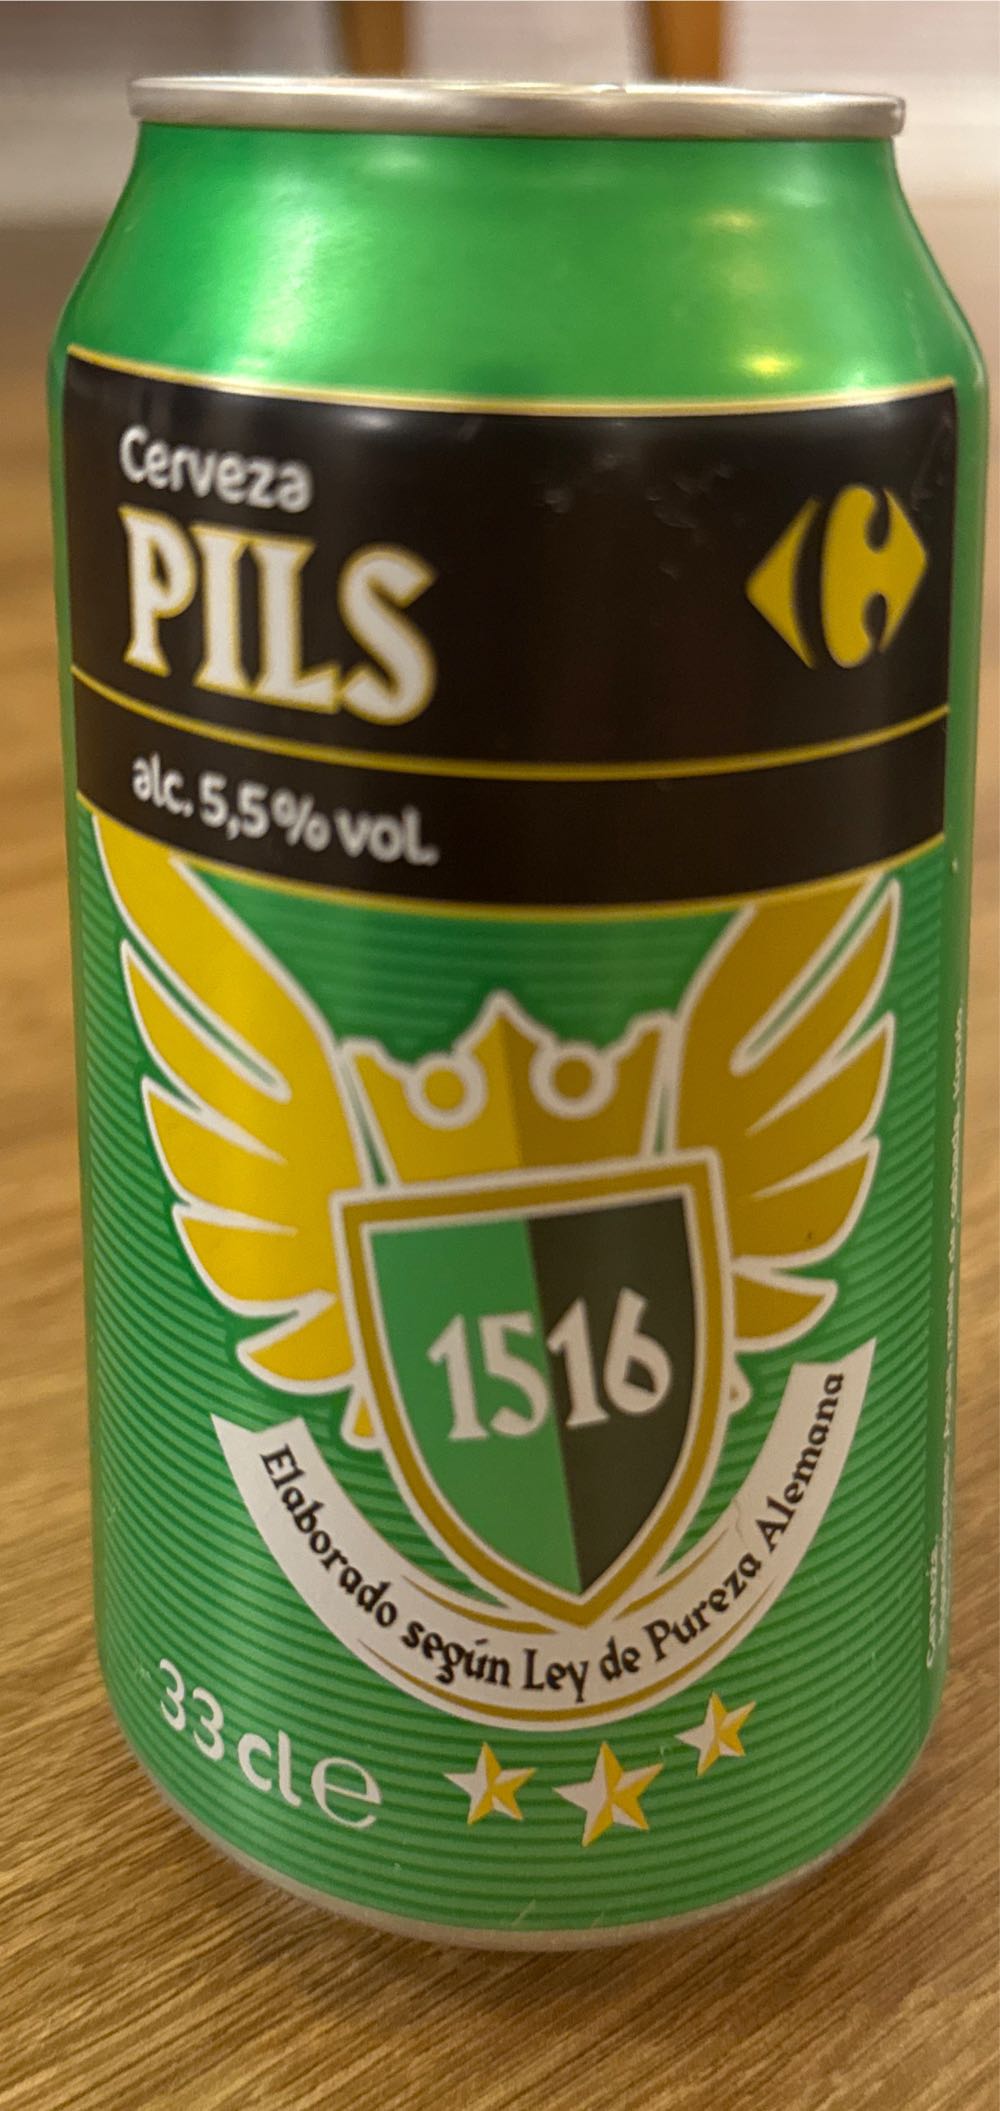 Cerveza
PILS
alc. 5,5% vol.
1516
Elaborado según Ley de Pureza Alemana
33 cl e